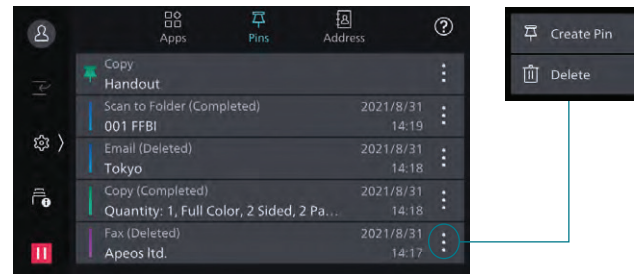 Apps
Pins
Address
?
Copy
Handout
Scan to Folder (Completed) 2021/8/31
001 FFBI 14:19
Email (Deleted) 2021/8/31
Tokyo 14:18
Copy (Completed) 2021/8/31
Quantity: 1, Full Color, 2 Sided, 2 Pa... 14:18
Fax (Deleted) 2021/8/31
Apeos ltd. 14:17
Create Pin
Delete